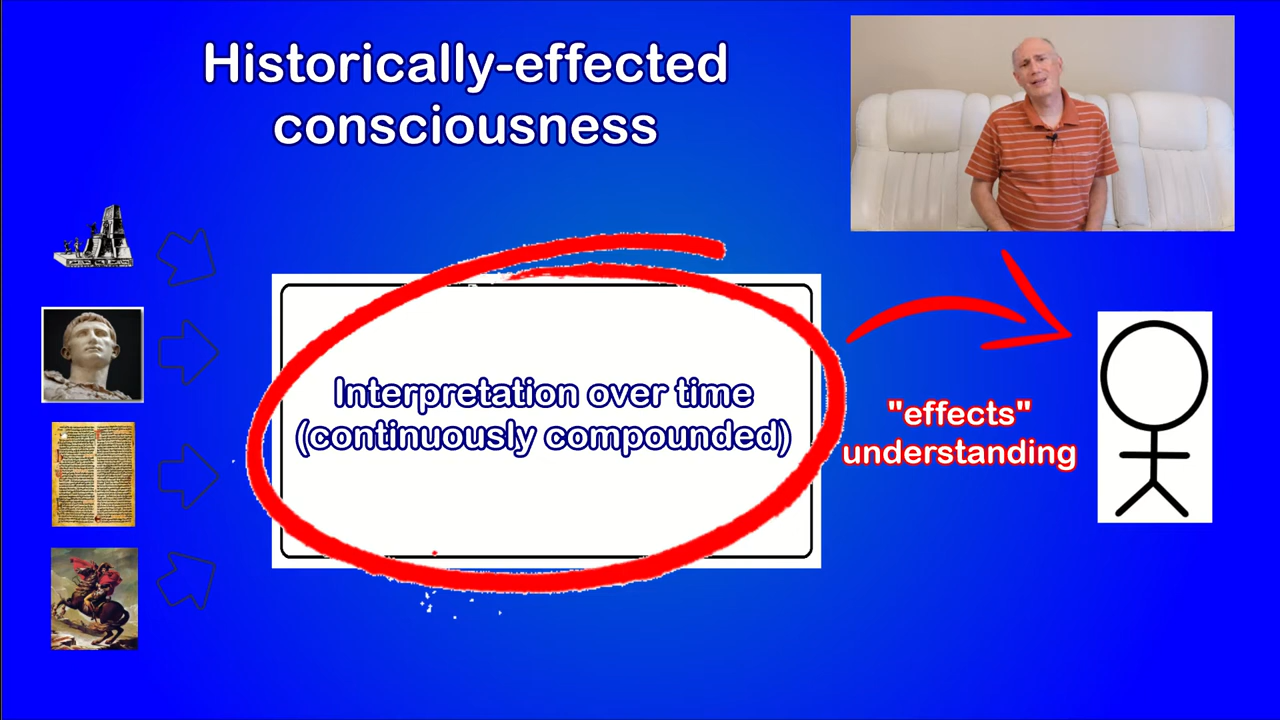 Historically-effected
consciousness
Interpretation over time
(continuously compounded)
"effects"
understanding